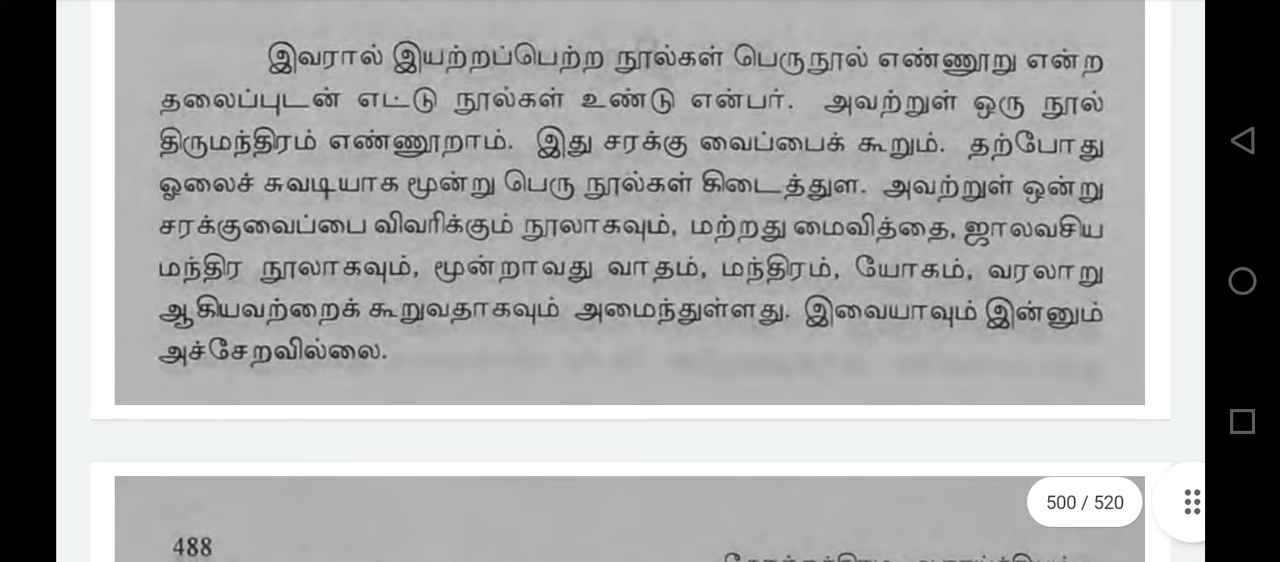 இவரால் இயற்றப்பெற்ற நூல்கள் பெருநூல் எண்ணூறு என்ற
தலைப்புடன் எட்டு நூல்கள் உண்டு என்பர். அவற்றுள் ஒரு நூல்
திருமந்திரம் எண்ணூறாம். இது சரக்கு வைப்பைக் கூறும். தற்போது
ஓலைச் சுவடியாக மூன்று பெரு நூல்கள் கிடைத்துள. அவற்றுள் ஒன்று
சரக்குவைப்பை விவரிக்கும் நூலாகவும், மற்றது மைவித்தை, ஜாலவசிய
மந்திர நூலாகவும், மூன்றாவது வாதம், மந்திரம், யோகம், வரலாறு
ஆகியவற்றைக் கூறுவதாகவும் அமைந்துள்ளது. இவையாவும் இன்னும்
அச்சேறவில்லை.
500 / 520
488